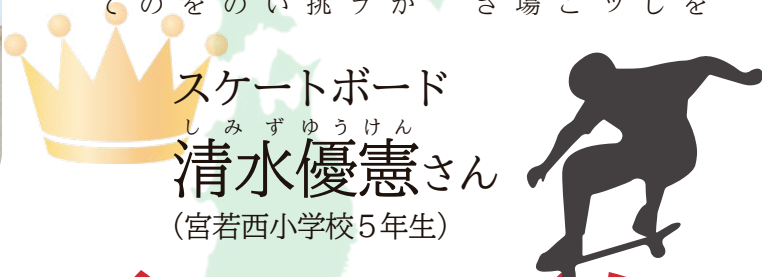 スケートボード
しみずゆうけん
清水優憲さん
（宮若西小学校５年生）